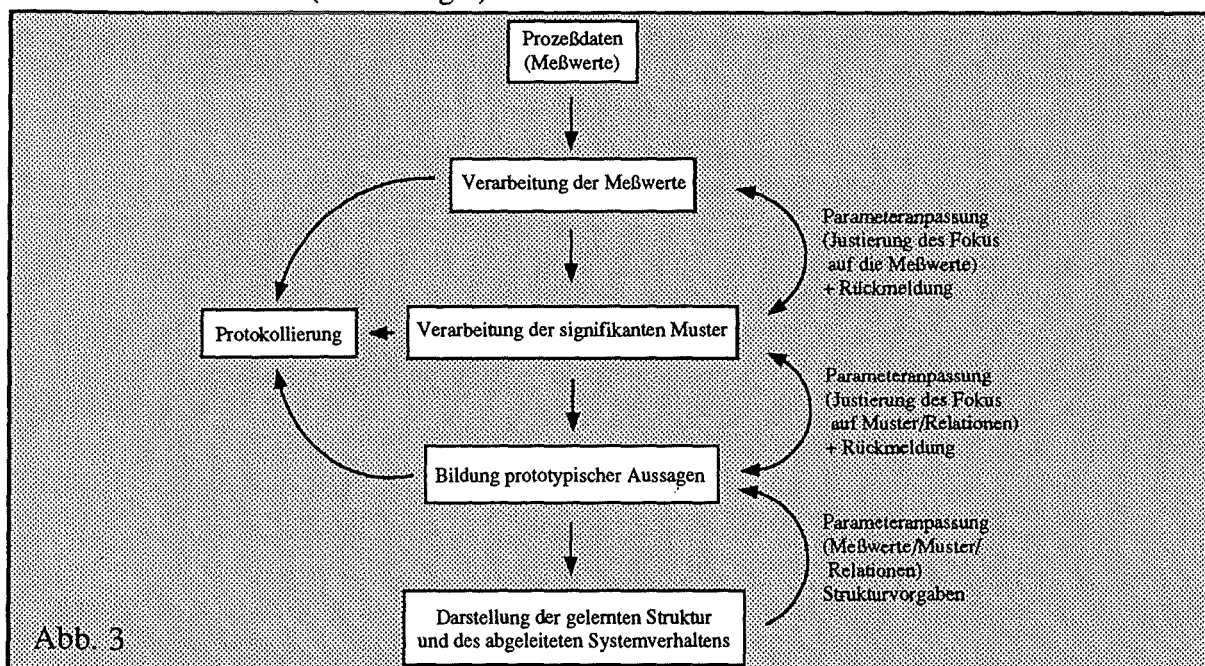 Prozeßdaten
(Meßwerte)
Verarbeitung der Meßwerte
Parameteranpassung
(Justierung des Fokus
auf die Meßwerte)
+ Rückmeldung
Protokollierung
Verarbeitung der signifikanten Muster
Parameteranpassung
(Justierung des Fokus
auf Muster/Relationen)
+ Rückmeldung
Bildung prototypischer Aussagen
Parameteranpassung
(Meßwerte/Muster/
Relationen)
Strukturvorgaben
Darstellung der gelernten Struktur
und des abgeleiteten Systemverhaltens
Abb. 3